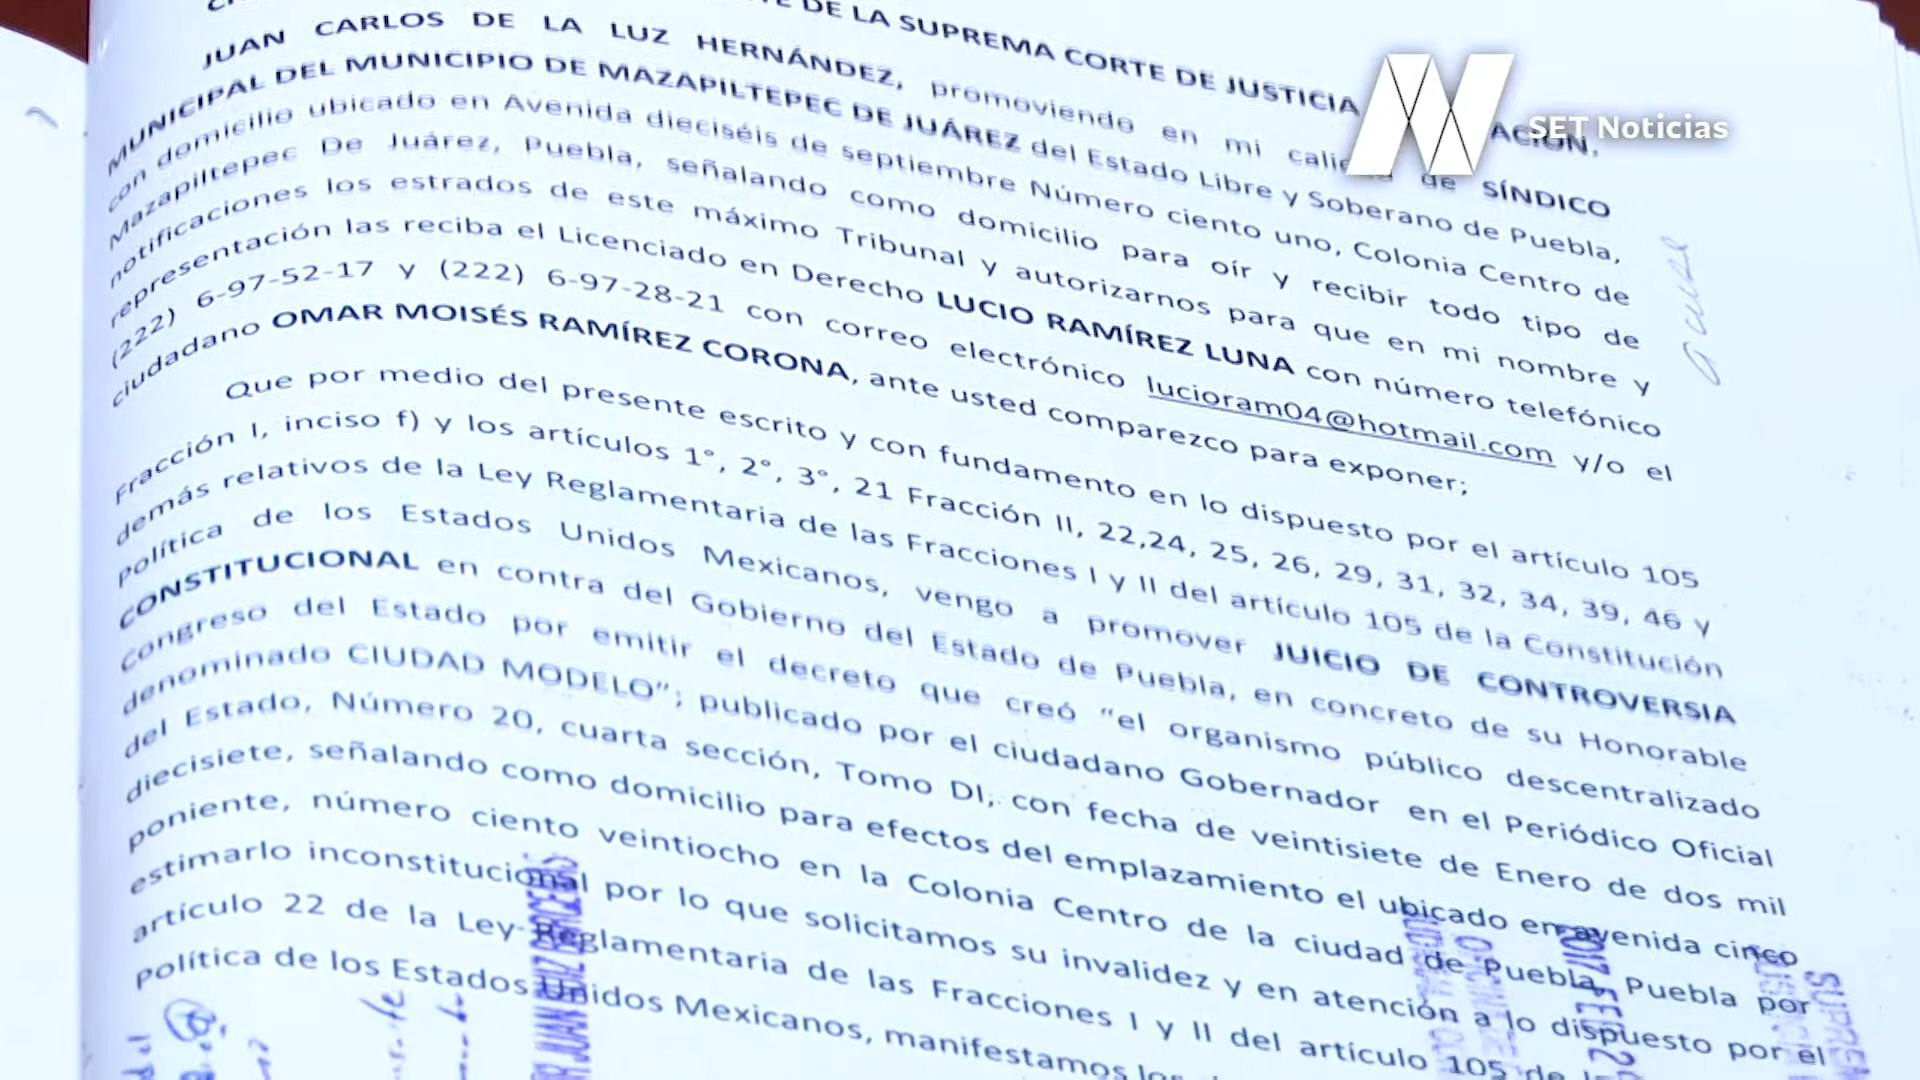 DE LA SUPREMA CORTE DE JUSTICIA ACIÓN.
JUAN CARLOS DE LA LUZ HERNÁNDEZ, promoviendo en mi de SÍNDICO
MUNICIPAL DEL MUNICIPIO DE MAZAPILTEPEC DE JUÁREZ del Estado Libre y Soberano de Puebla,
con domicilio ubicado en Avenida dieciséis de septiembre Número ciento uno, Colonia Centro de
Mazapiltepec De Juárez, Puebla, señalando como domicilio para oír y recibir todo tipo de
notificaciones los estrados de este máximo Tribunal y autorizarnos para que en mi nombre y
representación las reciba el Licenciado en Derecho LUCIO RAMÍREZ LUNA con número telefónico
(222) 6-97-52-17 y (222) 6-97-28-21 con correo electrónico lucioram04@hotmail.com y/o el
ciudadano OMAR MOISÉS RAMÍREZ CORONA, ante usted comparezco para exponer;
Que por medio del presente escrito y con fundamento en lo dispuesto por el artículo 105
Fracción I, inciso f) y los artículos 1°, 2°, 3°, 21 Fracción II, 22,24, 25, 26, 29, 31, 32, 34, 39, 46 y
demás relativos de la Ley Reglamentaria de las Fracciones I y II del artículo 105 de la Constitución
política de los Estados Unidos Mexicanos, vengo a promover JUICIO DE CONTROVERSIA
CONSTITUCIONAL en contra del Gobierno del Estado de Puebla, en concreto de su Honorable
congreso del Estado por emitir el decreto que creó “el organismo público descentralizado
denominado CIUDAD MODELO”; publicado por el ciudadano Gobernador en el Periódico Oficial
del Estado, Número 20, cuarta sección, Tomo DI, con fecha de veintisiete de Enero de dos mil
diecisiete, señalando como domicilio para efectos del emplazamiento el ubicado en avenida cinco
poniente, número ciento veintiocho en la Colonia Centro de la ciudad de Puebla, Puebla por
estimarlo inconstitucional por lo que solicitamos su invalidez y en atención a lo dispuesto por el
artículo 22 de la Ley Reglamentaria de las Fracciones I y II del artículo 105 de
Política de los Estados Unidos Mexicanos, manifestamos
SET Noticias